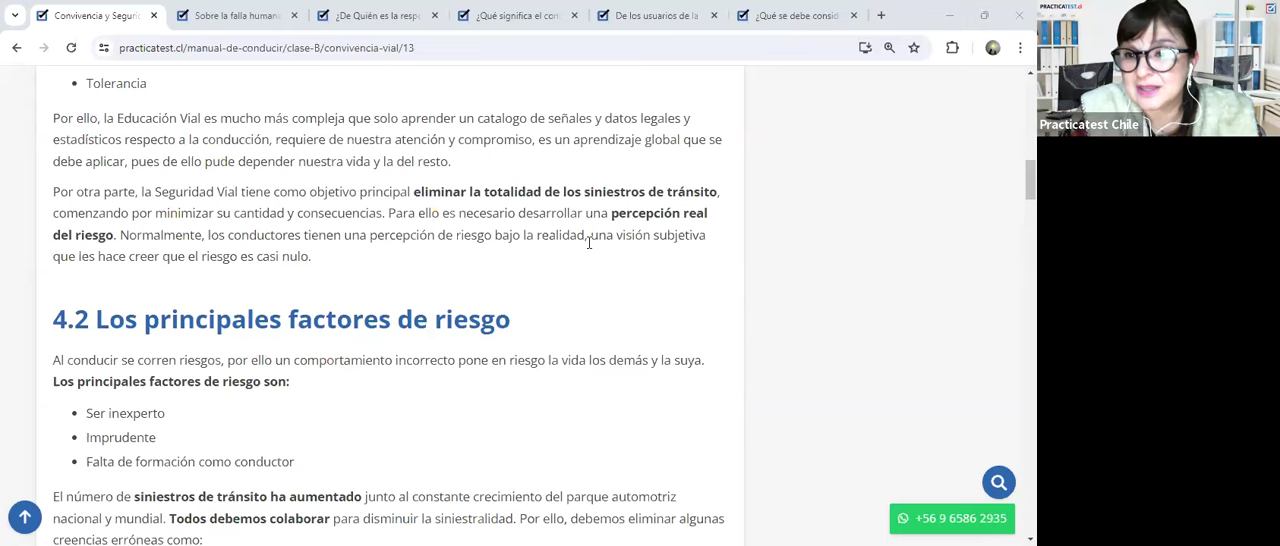 Convivencia y Seguri
Sobre la falla humana
¿De Quién es la resp
¿Qué significa el con
De los usuarios de la
¿Qué se debe consid
practicatest.cl/manual-de-conducir/clase-B/convivencia-vial/13
PRACTICATEST.cl
Practicatest Chile
Tolerancia
Por ello, la Educación Vial es mucho más compleja que solo aprender un catalogo de señales y datos legales y
estadísticos respecto a la conducción, requiere de nuestra atención y compromiso, es un aprendizaje global que se
debe aplicar, pues de ello pude depender nuestra vida y la del resto.
Por otra parte, la Seguridad Vial tiene como objetivo principal eliminar la totalidad de los siniestros de tránsito,
comenzando por minimizar su cantidad y consecuencias. Para ello es necesario desarrollar una percepción real
del riesgo. Normalmente, los conductores tienen una percepción de riesgo bajo la realidad, una visión subjetiva
que les hace creer que el riesgo es casi nulo.
4.2 Los principales factores de riesgo
Al conducir se corren riesgos, por ello un comportamiento incorrecto pone en riesgo la vida los demás y la suya.
Los principales factores de riesgo son:
Ser inexperto
Imprudente
Falta de formación como conductor
El número de siniestros de tránsito ha aumentado junto al constante crecimiento del parque automotriz
nacional y mundial. Todos debemos colaborar para disminuir la siniestralidad. Por ello, debemos eliminar algunas
creencias erróneas como:
+56 9 6586 2935